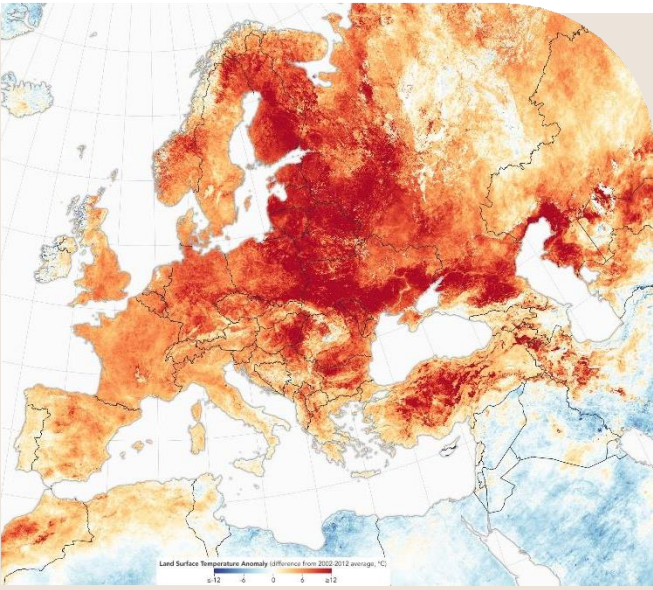 Land Surface Temperature Anomaly (difference from 2002-2012 average, °C)
≤-12 -6 0 6 ≥12